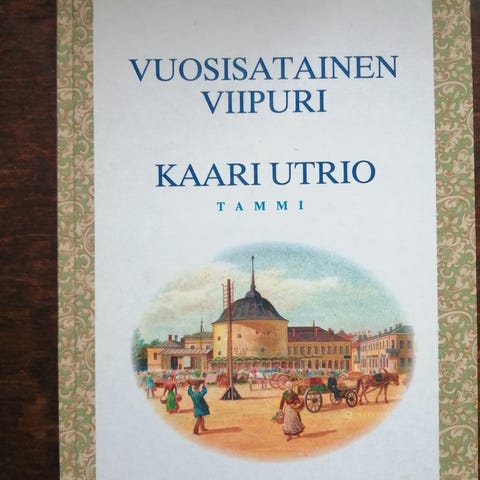 VUOSISATAINEN
VIIPURI
KAARI UTRIO
TAMMI